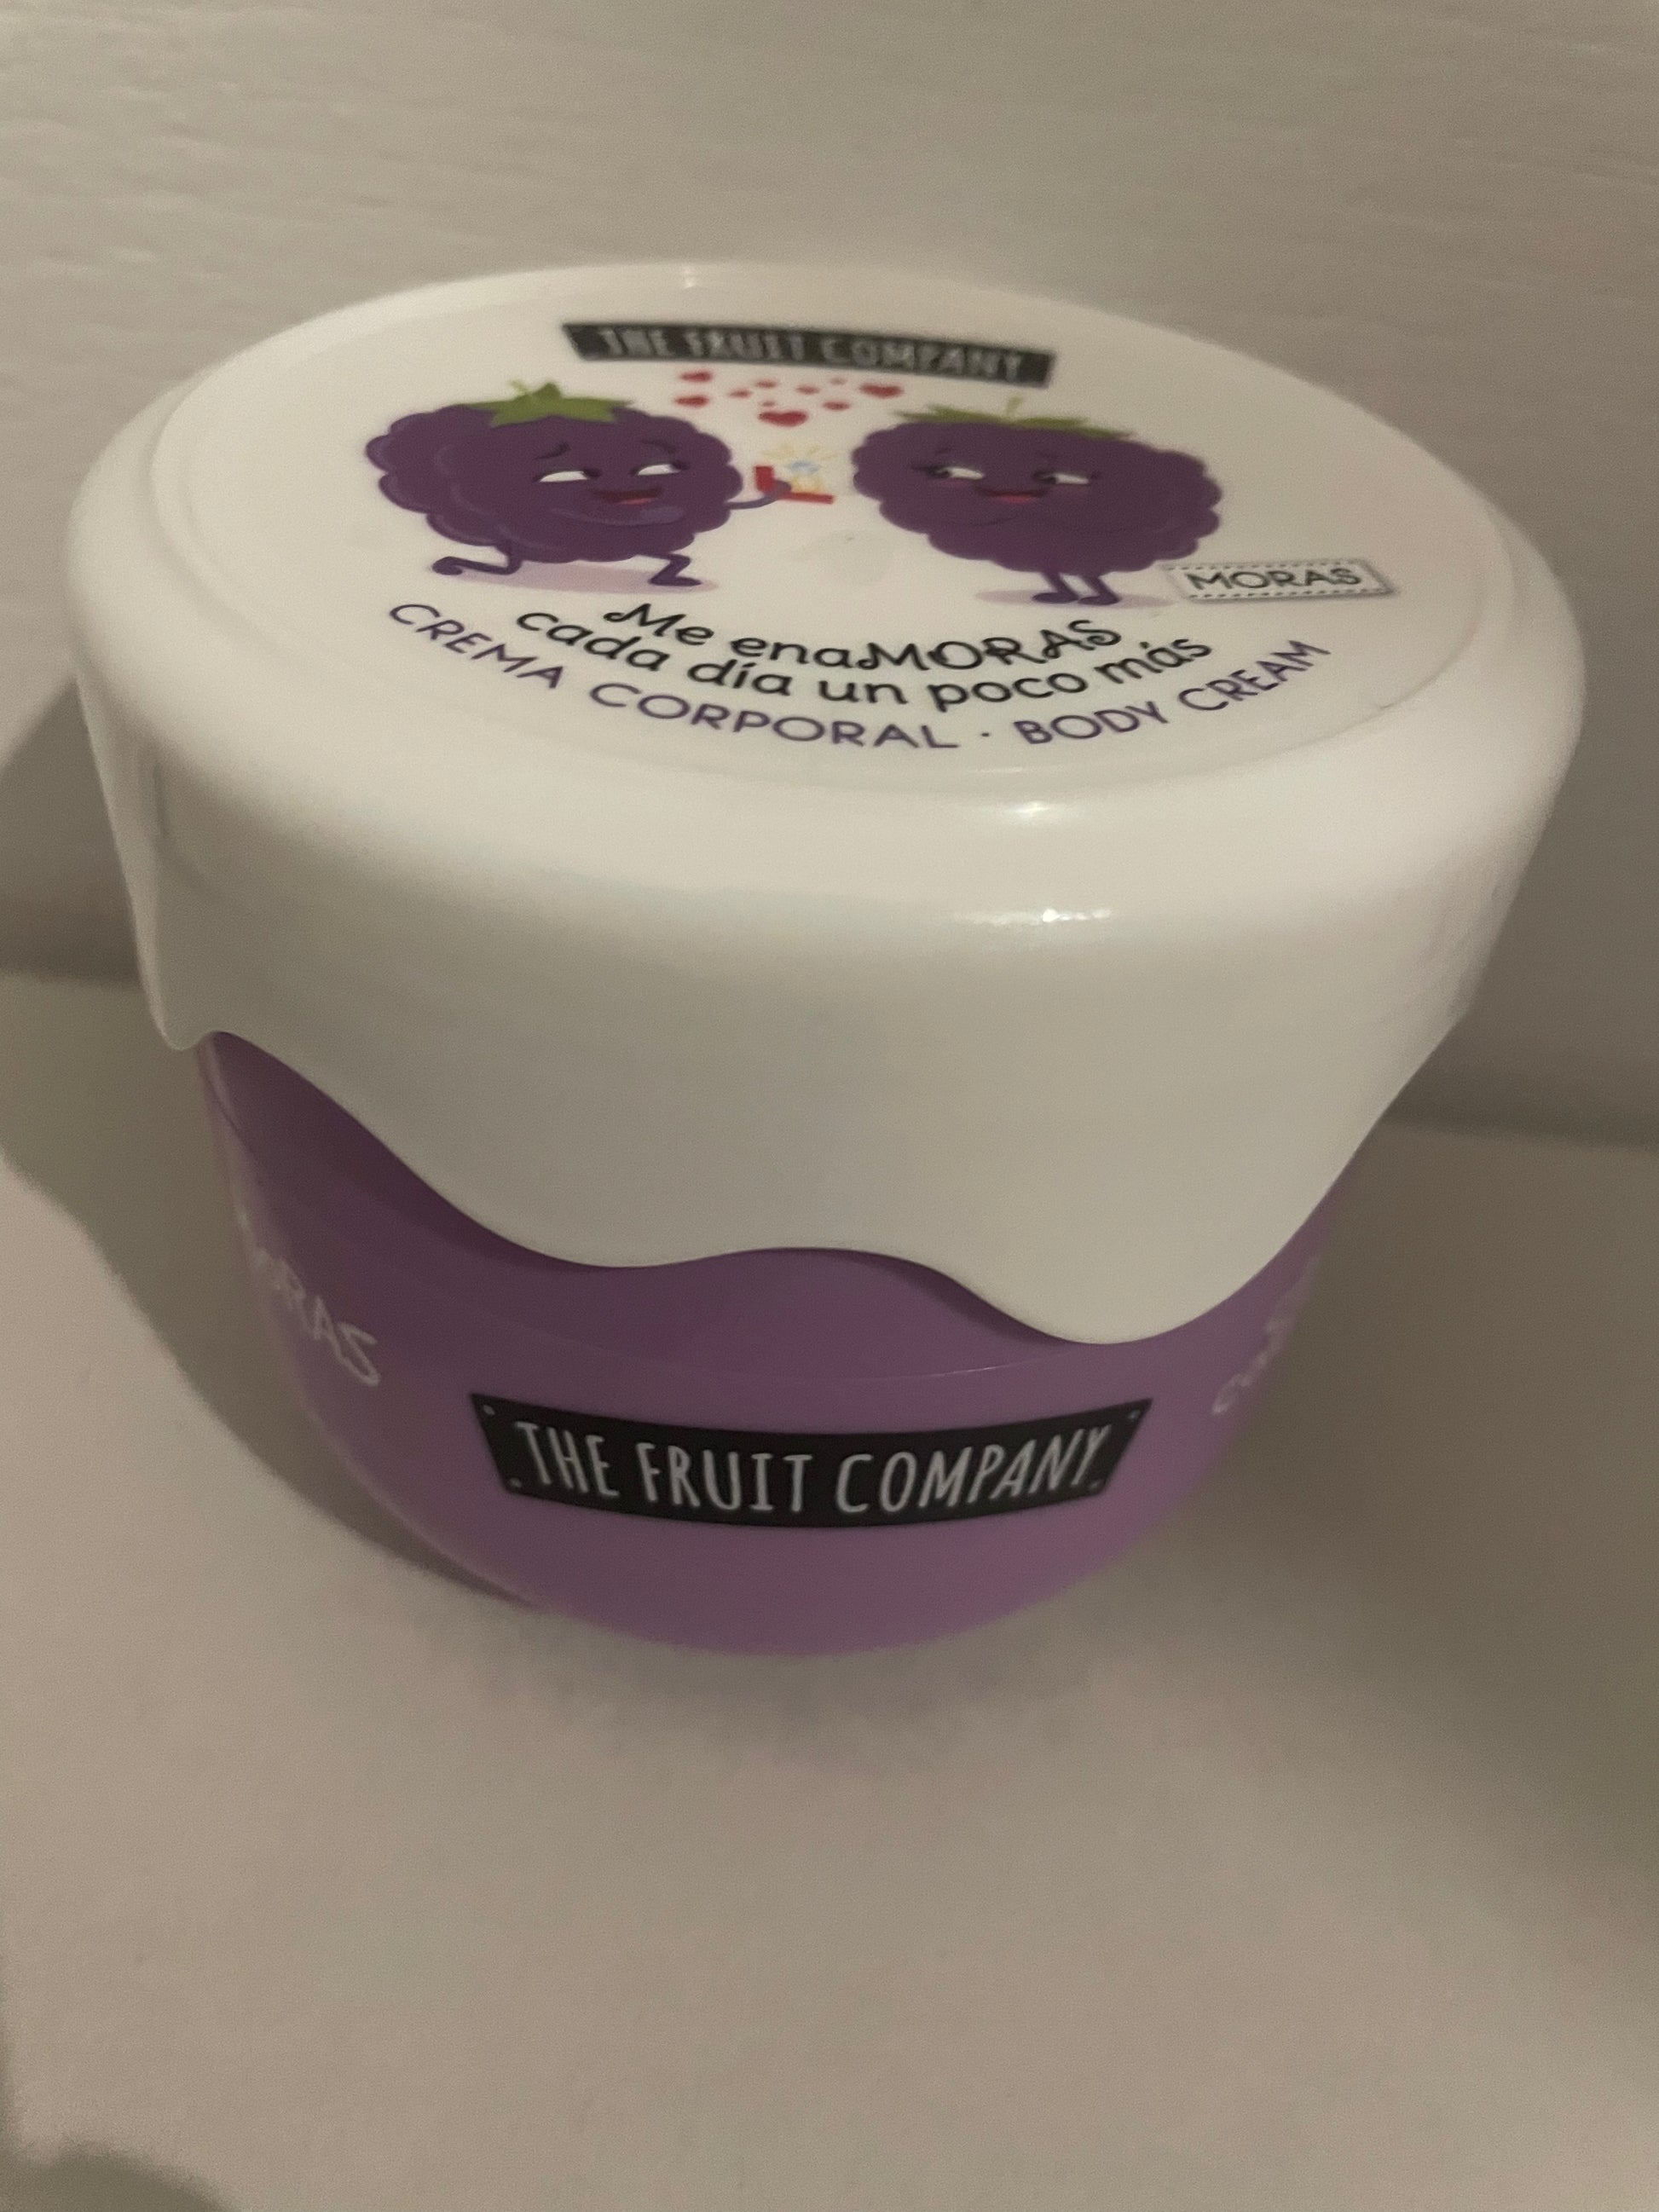 THE FRUIT COMPANY
MORAS
Me enaMORAS
cada día un poco más
CREMA CORPORAL · BODY CREAM
THE FRUIT COMPANY